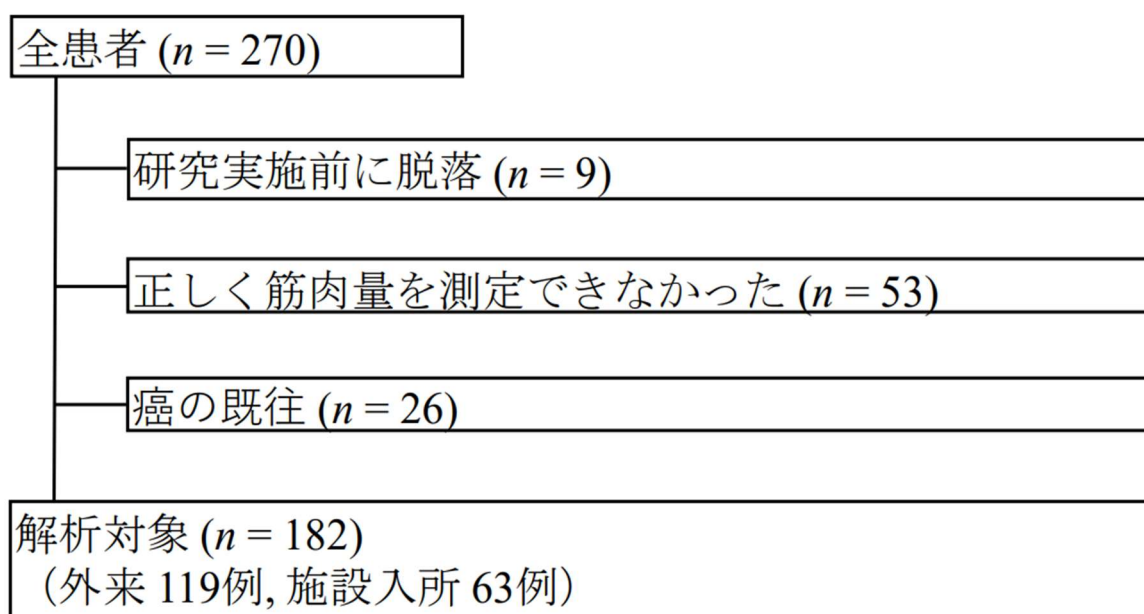 全患者 (n = 270)
研究実施前に脱落 (n = 9)
正しく筋肉量を測定できなかった (n = 53)
癌の既往 (n = 26)
解析対象 (n = 182)
（外来 119例, 施設入所 63例）